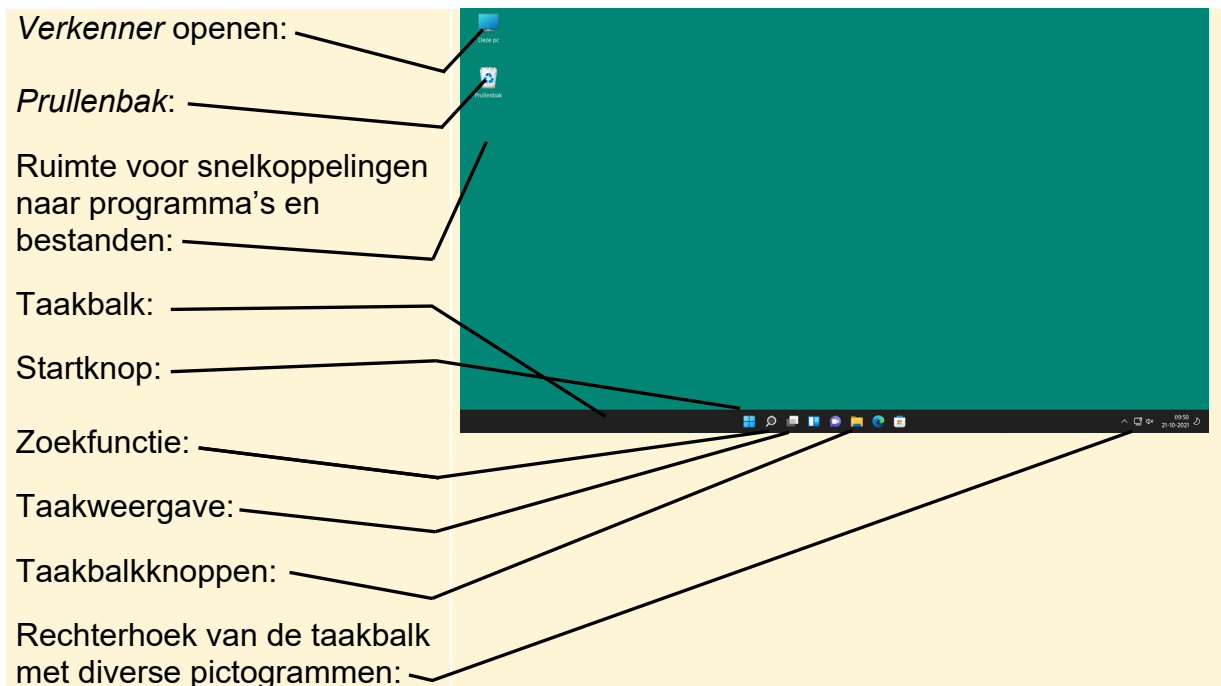 Verkenner openen:
Deze pc
Prullenbak:
Prullenbak
Ruimte voor snelkoppelingen
naar programma’s en
bestanden:
Taakbalk:
Startknop:
09:50
21-10-2021
Zoekfunctie:
Taakweergave:
Taakbalkknoppen:
Rechterhoek van de taakbalk
met diverse pictogrammen: